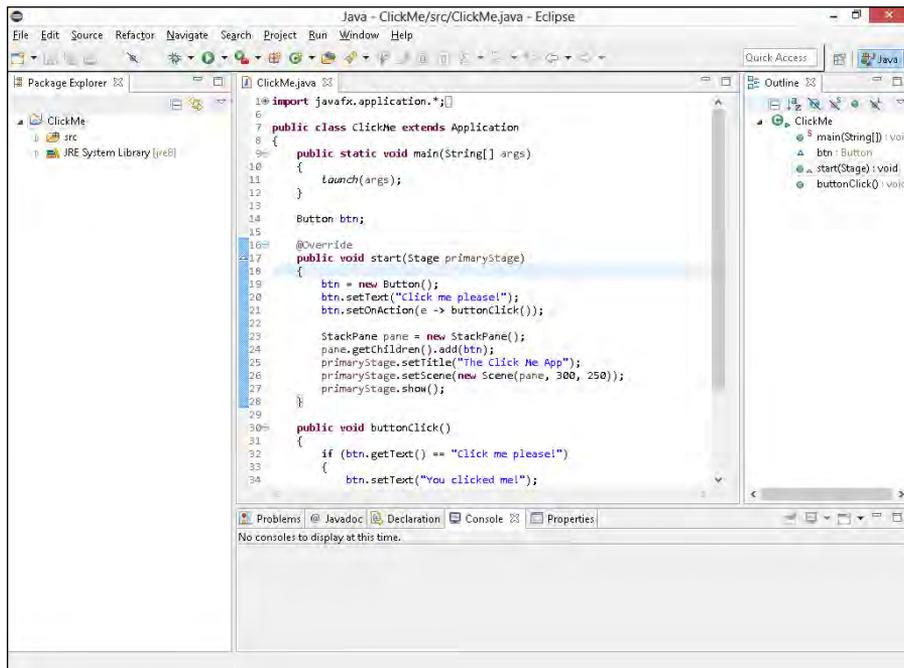 Java - ClickMe/src/ClickMe.java - Eclipse
File Edit Source Refactor Navigate Search Project Run Window Help
Quick Access
Java
Package Explorer
ClickMe
src
JRE System Library [jre8]
ClickMe.java
1 import javafx.application.*;
6
7 public class ClickMe extends Application
8 {
9 public static void main(String[] args)
10 {
11 launch(args);
12 }
13
14 Button btn;
15
16 @Override
17 public void start(Stage primaryStage)
18 {
19 btn = new Button();
20 btn.setText("Click me please!");
21 btn.setOnAction(e -> buttonClick());
22
23 StackPane pane = new StackPane();
24 pane.getChildren().add(btn);
25 primaryStage.setTitle("The Click Me App");
26 primaryStage.setScene(new Scene(pane, 300, 250));
27 primaryStage.show();
28 }
29
30 public void buttonClick()
31 {
32 if (btn.getText() == "Click me please!")
33 {
34 btn.setText("You clicked me!");
Outline
ClickMe
main(String[]) : voi
btn : Button
start(Stage) : void
buttonClick() : void
Problems @ Javadoc Declaration Console Properties
No consoles to display at this time.